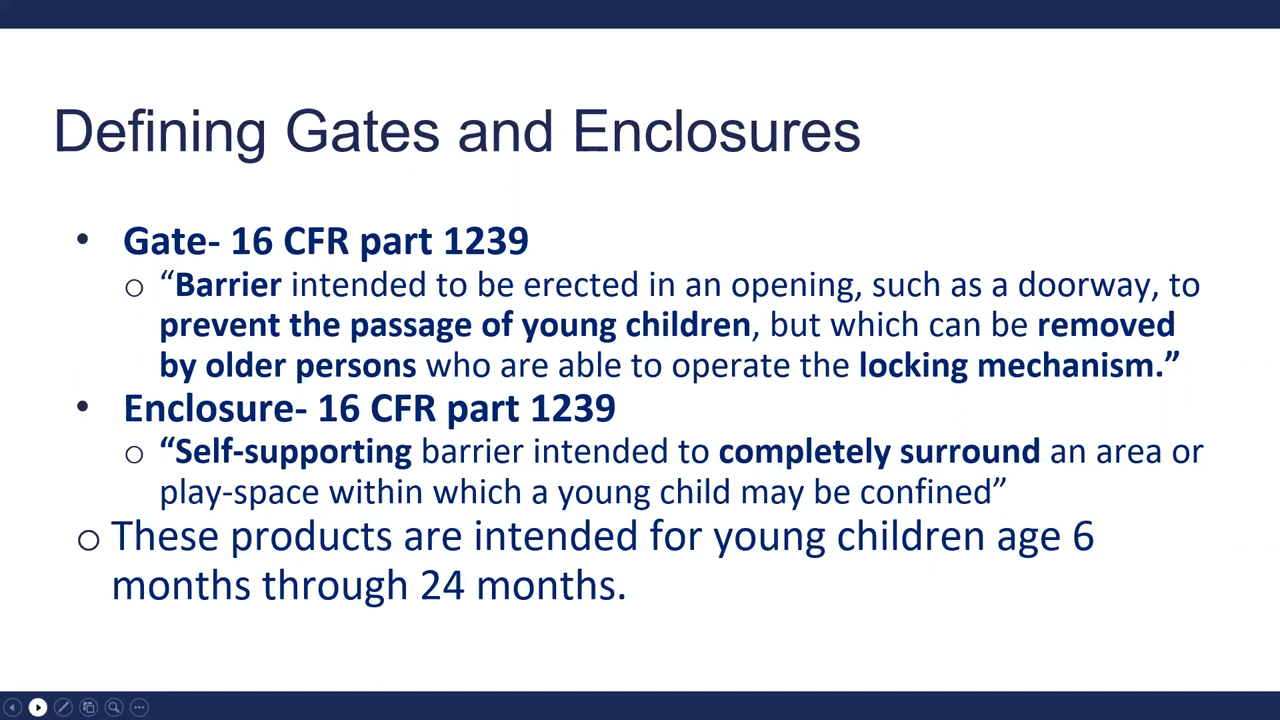 Defining Gates and Enclosures
• Gate- 16 CFR part 1239
○ “Barrier intended to be erected in an opening, such as a doorway, to
prevent the passage of young children, but which can be removed
by older persons who are able to operate the locking mechanism.”
• Enclosure- 16 CFR part 1239
○ “Self-supporting barrier intended to completely surround an area or
play-space within which a young child may be confined”
○ These products are intended for young children age 6
months through 24 months.